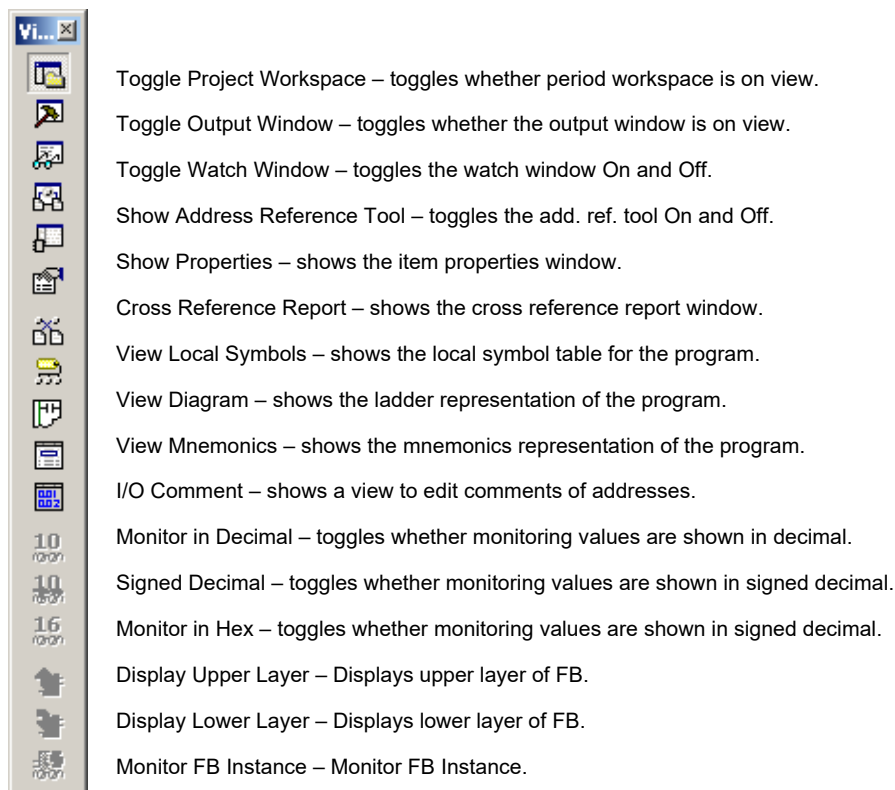 Vi...
Toggle Project Workspace – toggles whether period workspace is on view.
Toggle Output Window – toggles whether the output window is on view.
Toggle Watch Window – toggles the watch window On and Off.
Show Address Reference Tool – toggles the add. ref. tool On and Off.
Show Properties – shows the item properties window.
Cross Reference Report – shows the cross reference report window.
View Local Symbols – shows the local symbol table for the program.
View Diagram – shows the ladder representation of the program.
View Mnemonics – shows the mnemonics representation of the program.
I/O Comment – shows a view to edit comments of addresses.
10
Monitor in Decimal – toggles whether monitoring values are shown in decimal.
10
Signed Decimal – toggles whether monitoring values are shown in signed decimal.
16
Monitor in Hex – toggles whether monitoring values are shown in signed decimal.
Display Upper Layer – Displays upper layer of FB.
Display Lower Layer – Displays lower layer of FB.
Monitor FB Instance – Monitor FB Instance.